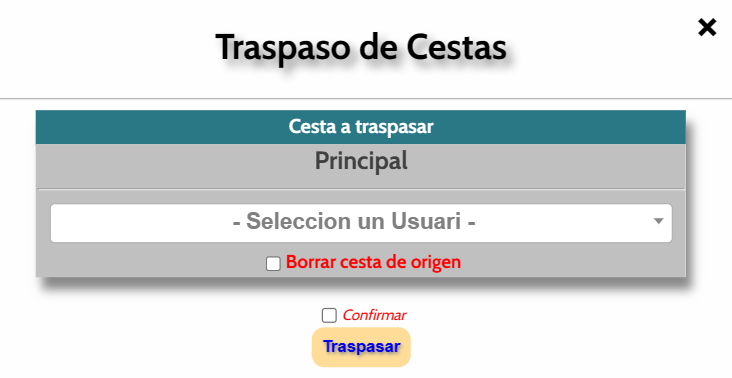 Traspaso de Cestas
Cesta a traspasar
Principal
- Seleccion un Usuari -
Borrar cesta de origen
Confirmar
Traspasar